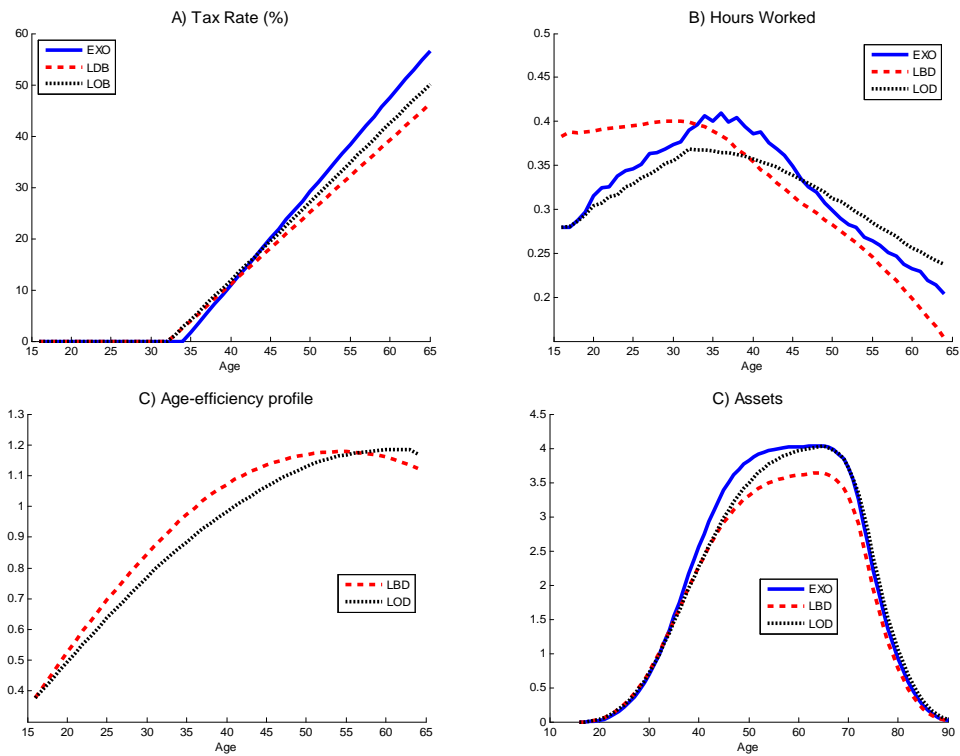 A) Tax Rate (%)
60
50
40
30
20
10
0
15 20 25 30 35 40 45 50 55 60 65
Age
EXO
LDB
LOB
B) Hours Worked
0.5
0.45
0.4
0.35
0.3
0.25
0.2
15 20 25 30 35 40 45 50 55 60 65
Age
EXO
LBD
LOD
C) Age-efficiency profile
1.3
1.2
1.1
1
0.9
0.8
0.7
0.6
0.5
0.4
15 20 25 30 35 40 45 50 55 60 65
Age
LBD
LOD
C) Assets
4.5
4
3.5
3
2.5
2
1.5
1
0.5
0
10 20 30 40 50 60 70 80 90
Age
EXO
LBD
LOD